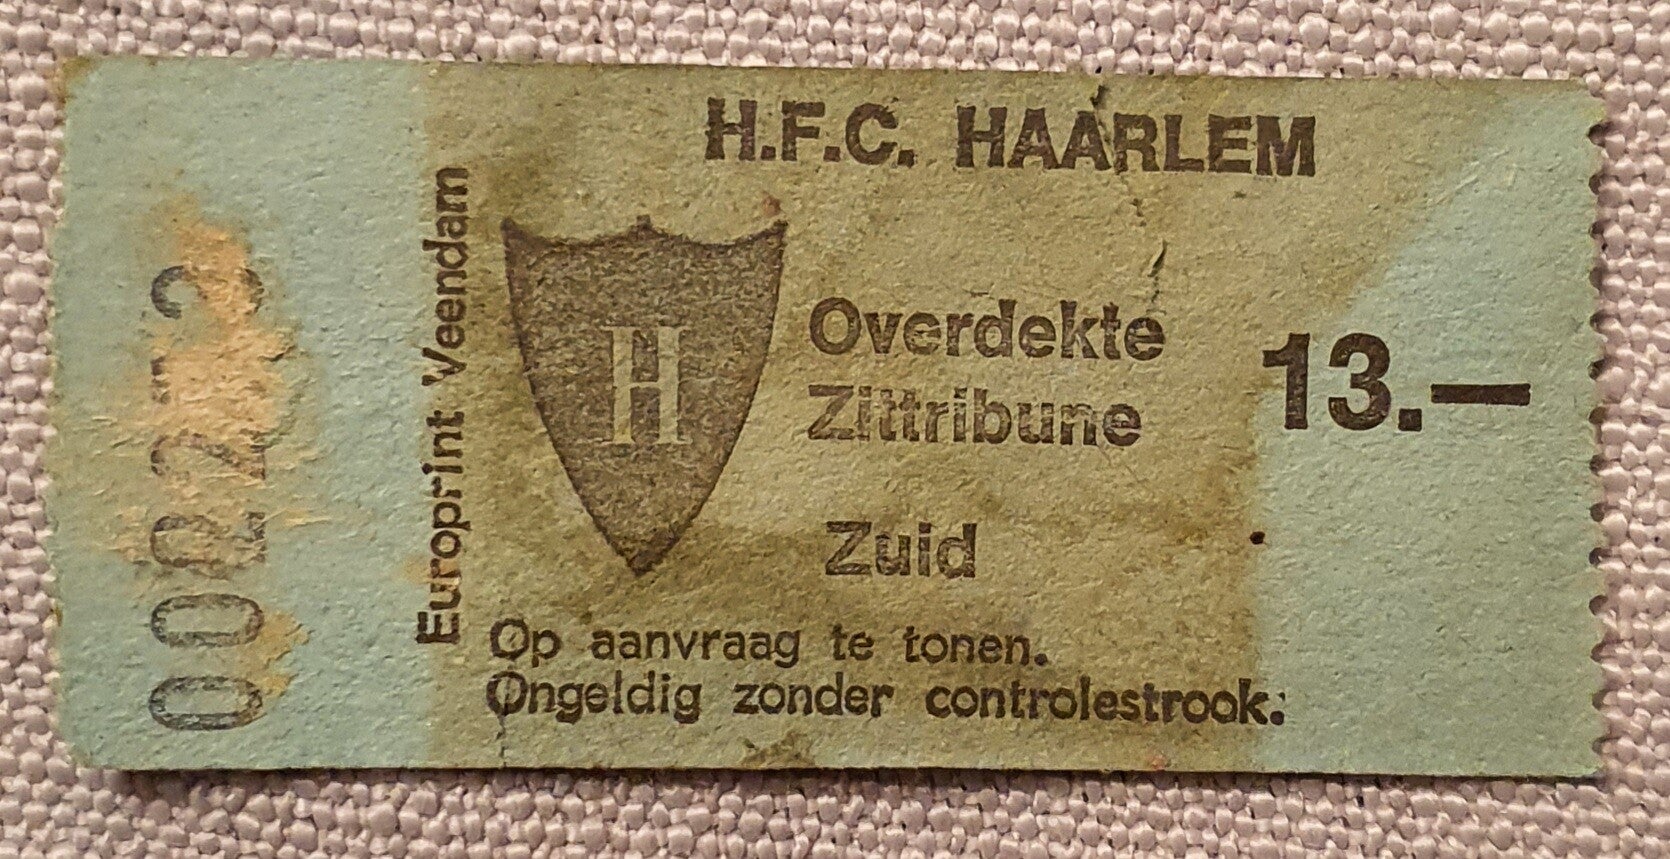 H.F.C. HAARLEM
Europrint Veendam
H
Overdekte
Zittribune
13.—
Zuid
Op aanvraag te tonen.
Ongeldig zonder controlestrook.